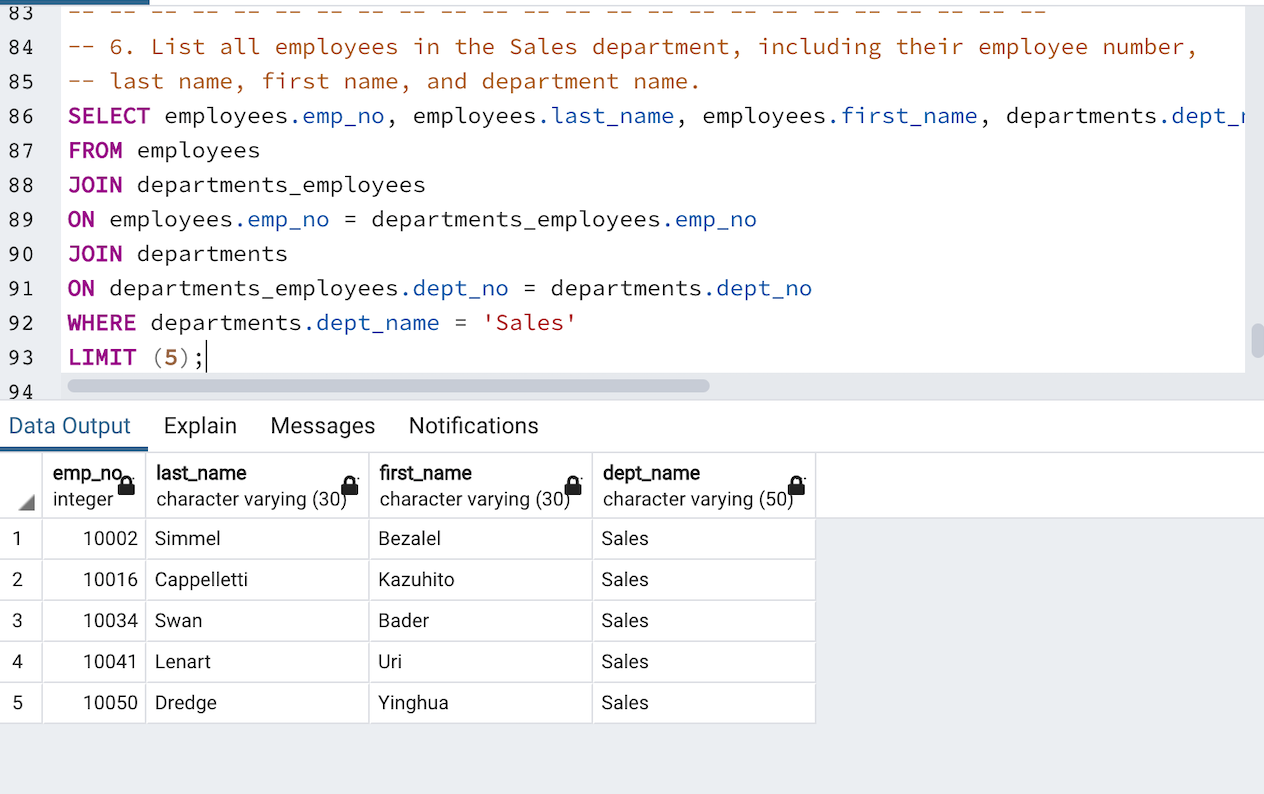 83 -- -- -- -- -- -- -- -- -- -- -- -- -- -- -- -- -- --
84 -- 6. List all employees in the Sales department, including their employee number,
85 -- last name, first name, and department name.
86 SELECT employees.emp_no, employees.last_name, employees.first_name, departments.dept_
87 FROM employees
88 JOIN departments_employees
89 ON employees.emp_no = departments_employees.emp_no
90 JOIN departments
91 ON departments_employees.dept_no = departments.dept_no
92 WHERE departments.dept_name = 'Sales'
93 LIMIT (5);
94
Data Output Explain Messages Notifications
emp_no last_name first_name dept_name
integer character varying (30) character varying (30) character varying (50)
1 10002 Simmel Bezalel Sales
2 10016 Cappelletti Kazuhito Sales
3 10034 Swan Bader Sales
4 10041 Lenart Uri Sales
5 10050 Dredge Yinghua Sales